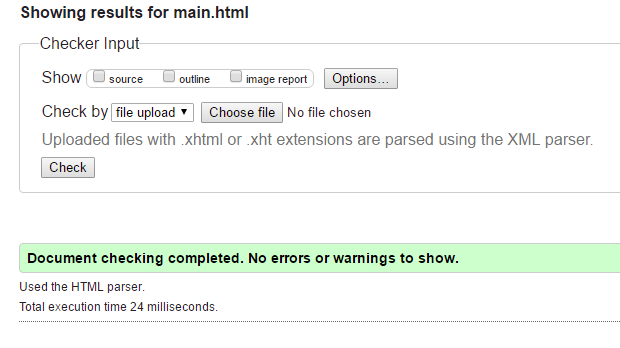 Showing results for main.html
Checker Input
Show source outline image report Options...
Check by file upload Choose file No file chosen
Uploaded files with .xhtml or .xht extensions are parsed using the XML parser.
Check
Document checking completed. No errors or warnings to show.
Used the HTML parser.
Total execution time 24 milliseconds.